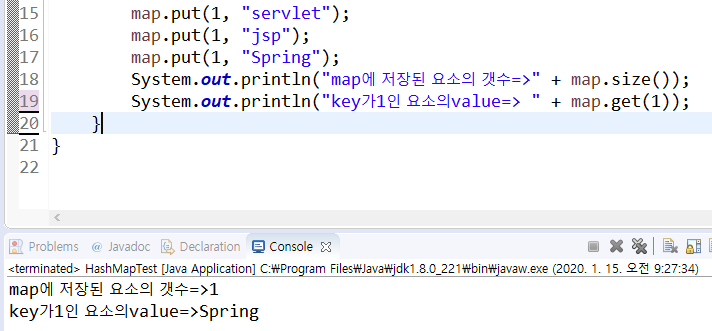 15 map.put(1, "servlet");
16 map.put(1, "jsp");
17 map.put(1, "Spring");
18 System.out.println("map에 저장된 요소의 갯수=>" + map.size());
19 System.out.println("key가1인 요소의value=> " + map.get(1));
20 }
21 }
22
Problems @ Javadoc Declaration Console
<terminated> HashMapTest [Java Application] C:₩Program Files₩Java₩jdk1.8.0_221₩bin₩javaw.exe (2020. 1. 15. 오전 9:27:34)
map에 저장된 요소의 갯수=>1
key가1인 요소의value=>Spring